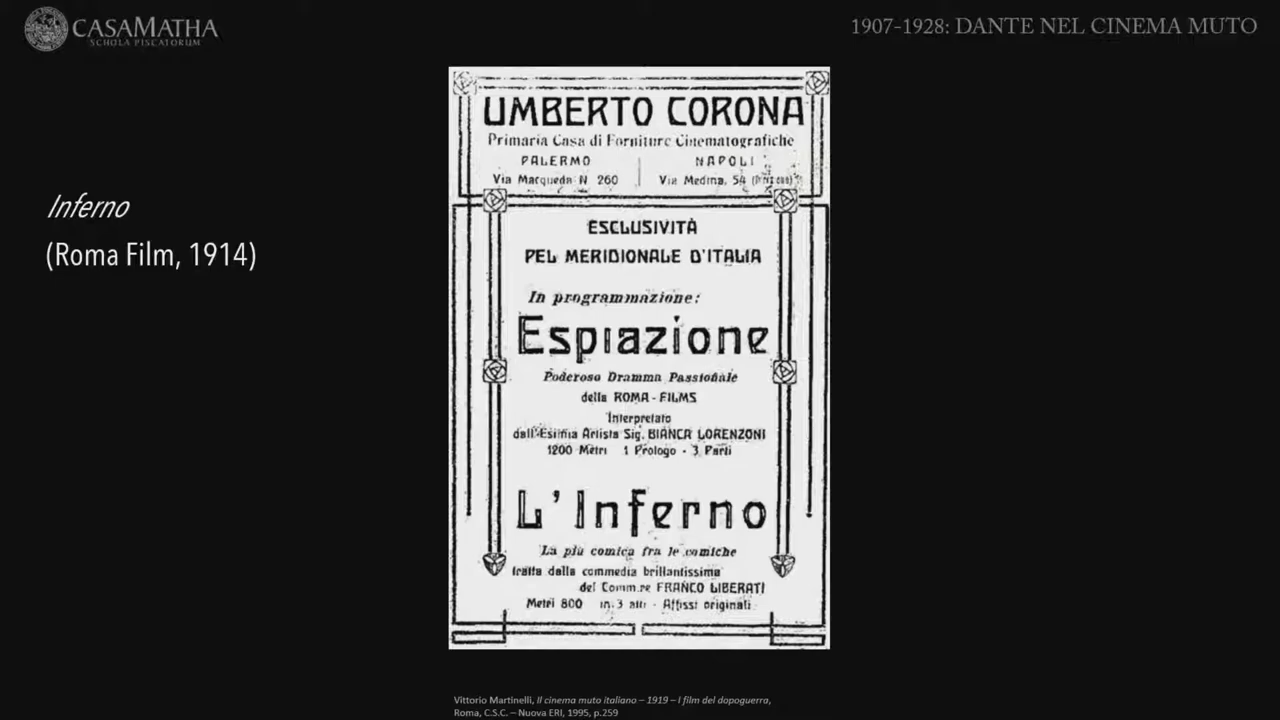 CASAMATHA
SCHOLA PISCATORUM
1907-1928: DANTE NEL CINEMA MUTO
Inferno
(Roma Film, 1914)
UMBERTO CORONA
Primaria Casa di Forniture Cinematografiche
PALERMO
Via Maqueda N 260
NAPOLI
Via Medina, 54
ESCLUSIVITÀ
PEL MERIDIONALE D'ITALIA
In programmazione:
Espiazione
Poderoso Dramma Passionale
della ROMA-FILMS
Interpretato
dall'Esimia Artista Sig. BIANCA LORENZONI
1200 Metri 1 Prologo - 3 Parti
L'Inferno
La più comica fra le comiche
tratta dalla commedia brillantissima
del Comm.re FRANCO LIBERATI
Metri 800 in 3 atti - Affissi originali
Vittorio Martinelli, Il cinema muto italiano – 1919 – I film del dopoguerra,
Roma, C.S.C. – Nuova ERI, 1995, p.259